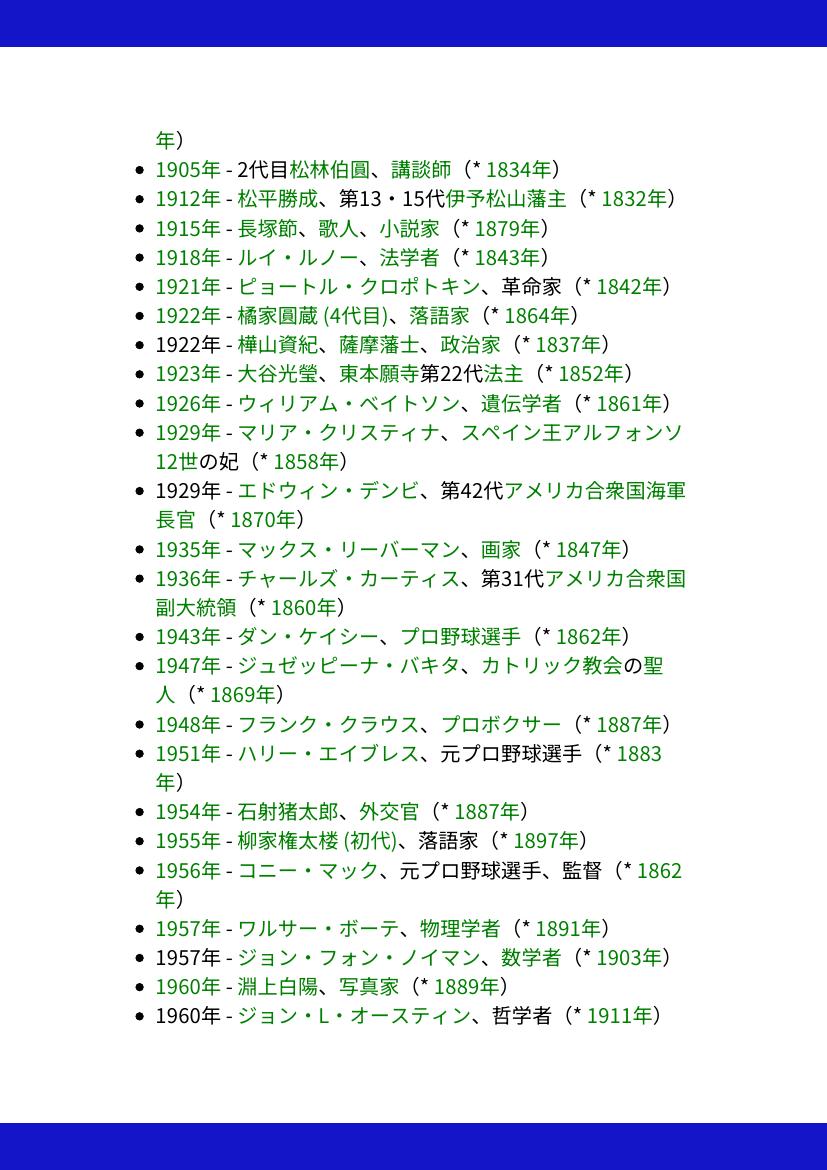 年）
1905年 - 2代目松林伯圓、講談師（* 1834年）
1912年 - 松平勝成、第13・15代伊予松山藩主（* 1832年）
1915年 - 長塚節、歌人、小説家（* 1879年）
1918年 - ルイ・ルノー、法学者（* 1843年）
1921年 - ピョートル・クロポトキン、革命家（* 1842年）
1922年 - 橘家圓蔵 (4代目)、落語家（* 1864年）
1922年 - 樺山資紀、薩摩藩士、政治家（* 1837年）
1923年 - 大谷光瑩、東本願寺第22代法主（* 1852年）
1926年 - ウィリアム・ベイトソン、遺伝学者（* 1861年）
1929年 - マリア・クリスティナ、スペイン王アルフォンソ
12世の妃（* 1858年）
1929年 - エドウィン・デンビ、第42代アメリカ合衆国海軍
長官（* 1870年）
1935年 - マックス・リーバーマン、画家（* 1847年）
1936年 - チャールズ・カーティス、第31代アメリカ合衆国
副大統領（* 1860年）
1943年 - ダン・ケイシー、プロ野球選手（* 1862年）
1947年 - ジュゼッピーナ・バキタ、カトリック教会の聖
人（* 1869年）
1948年 - フランク・クラウス、プロボクサー（* 1887年）
1951年 - ハリー・エイブレス、元プロ野球選手（* 1883
年）
1954年 - 石射猪太郎、外交官（* 1887年）
1955年 - 柳家権太楼 (初代)、落語家（* 1897年）
1956年 - コニー・マック、元プロ野球選手、監督（* 1862
年）
1957年 - ワルサー・ボーテ、物理学者（* 1891年）
1957年 - ジョン・フォン・ノイマン、数学者（* 1903年）
1960年 - 淵上白陽、写真家（* 1889年）
1960年 - ジョン・L・オースティン、哲学者（* 1911年）